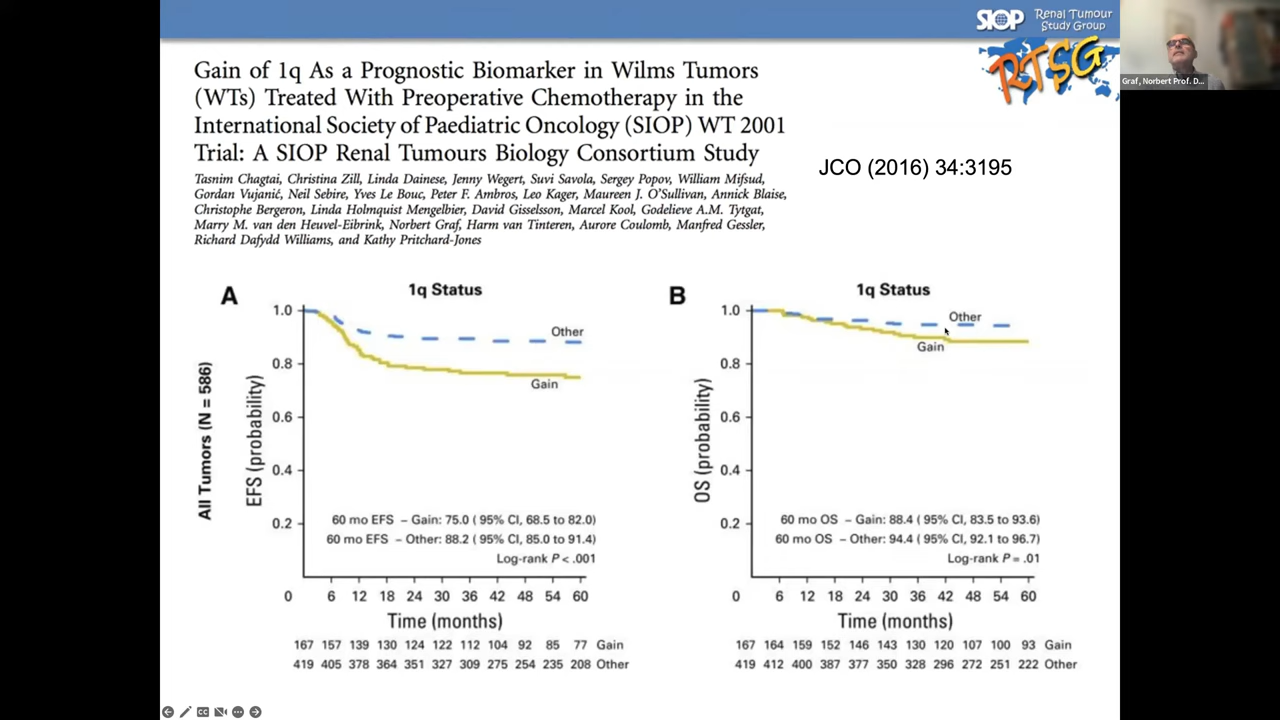 SIOP Renal Tumour
Study Group
RTSG
Graf, Norbert Prof. D...
Gain of 1q As a Prognostic Biomarker in Wilms Tumors
(WTs) Treated With Preoperative Chemotherapy in the
International Society of Paediatric Oncology (SIOP) WT 2001
Trial: A SIOP Renal Tumours Biology Consortium Study
JCO (2016) 34:3195
Tasnim Chagtai, Christina Zill, Linda Dainese, Jenny Wegert, Suvi Savola, Sergey Popov, William Mifsud,
Gordan Vujanić, Neil Sebire, Yves Le Bouc, Peter F. Ambros, Leo Kager, Maureen J. O'Sullivan, Annick Blaise,
Christophe Bergeron, Linda Holmquist Mengelbier, David Gisselsson, Marcel Kool, Godelieve A.M. Tytgat,
Marry M. van den Heuvel-Eibrink, Norbert Graf, Harm van Tinteren, Aurore Coulomb, Manfred Gessler,
Richard Dafydd Williams, and Kathy Pritchard-Jones
A
1q Status
All Tumors (N = 586)
EFS (probability)
1.0
0.8
0.6
0.4
0.2
Other
Gain
60 mo EFS – Gain: 75.0 ( 95% CI, 68.5 to 82.0)
60 mo EFS – Other: 88.2 ( 95% CI, 85.0 to 91.4)
Log-rank P < .001
0 6 12 18 24 30 36 42 48 54 60
Time (months)
167 157 139 130 124 122 112 104 92 85 77 Gain
419 405 378 364 351 327 309 275 254 235 208 Other
B
1q Status
OS (probability)
1.0
0.8
0.6
0.4
0.2
Other
Gain
60 mo OS – Gain: 88.4 ( 95% CI, 83.5 to 93.6)
60 mo OS – Other: 94.4 ( 95% CI, 92.1 to 96.7)
Log-rank P = .01
0 6 12 18 24 30 36 42 48 54 60
Time (months)
167 164 159 152 146 143 130 120 107 100 93 Gain
419 412 400 387 377 350 328 296 272 251 222 Other